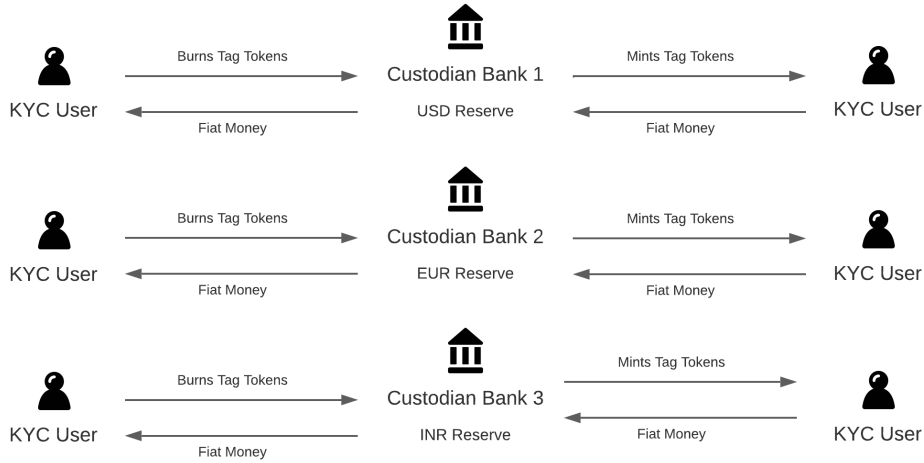 Burns Tag Tokens
Mints Tag Tokens
Custodian Bank 1
KYC User
USD Reserve
KYC User
Fiat Money
Fiat Money
Burns Tag Tokens
Mints Tag Tokens
Custodian Bank 2
KYC User
EUR Reserve
KYC User
Fiat Money
Fiat Money
Mints Tag Tokens
Burns Tag Tokens
Custodian Bank 3
KYC User
INR Reserve
KYC User
Fiat Money
Fiat Money